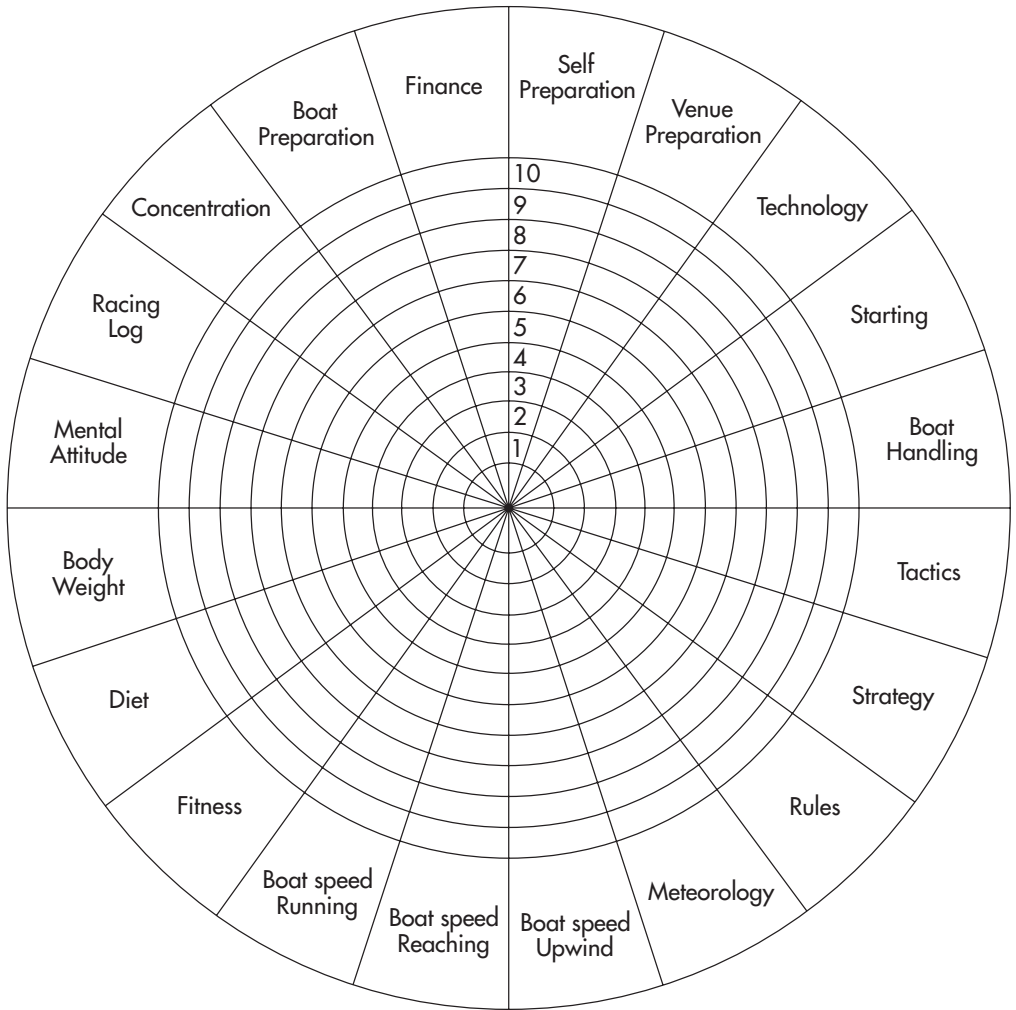 Self
Preparation
Venue
Preparation
Technology
Starting
Boat
Handling
Tactics
Strategy
Rules
Meteorology
Boat speed
Upwind
Boat speed
Reaching
Boat speed
Running
Fitness
Diet
Body
Weight
Mental
Attitude
Racing
Log
Concentration
Boat
Preparation
Finance
10
9
8
7
6
5
4
3
2
1